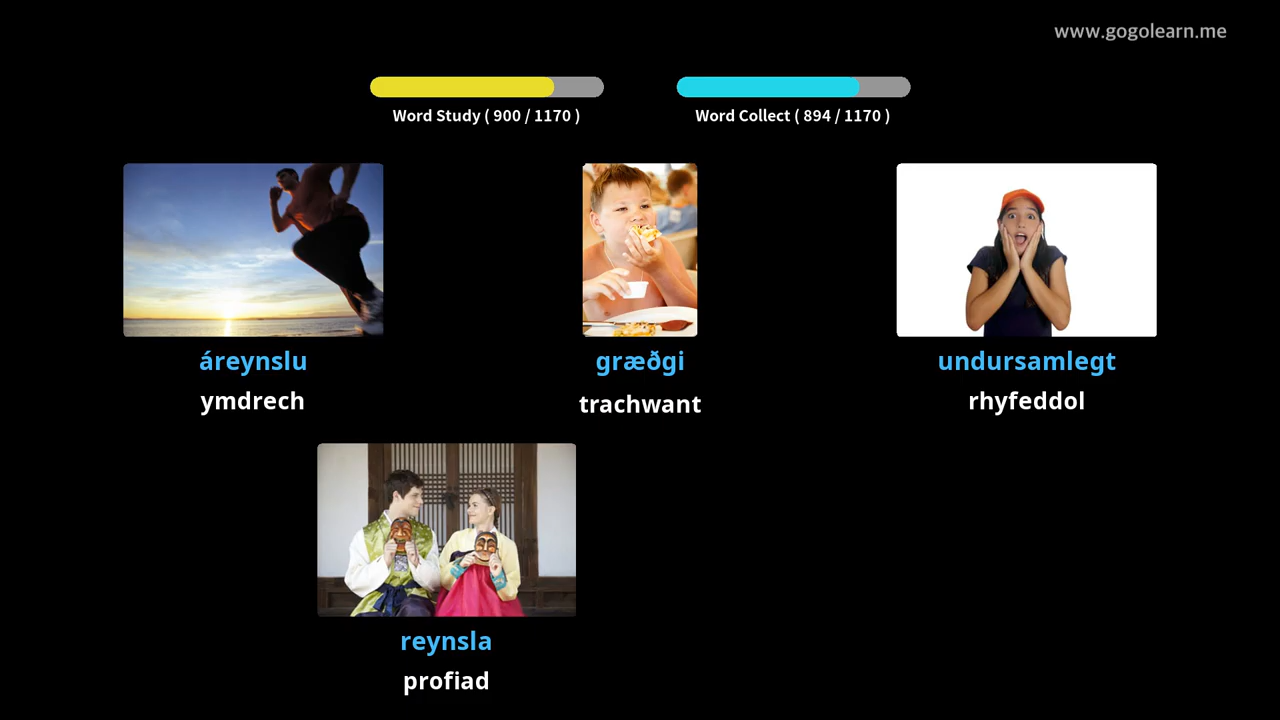 www.gogolearn.me
Word Study ( 900 / 1170 )
Word Collect ( 894 / 1170 )
áreynslu
ymdrech
græðgi
trachwant
undursamlegt
rhyfeddol
reynsla
profiad